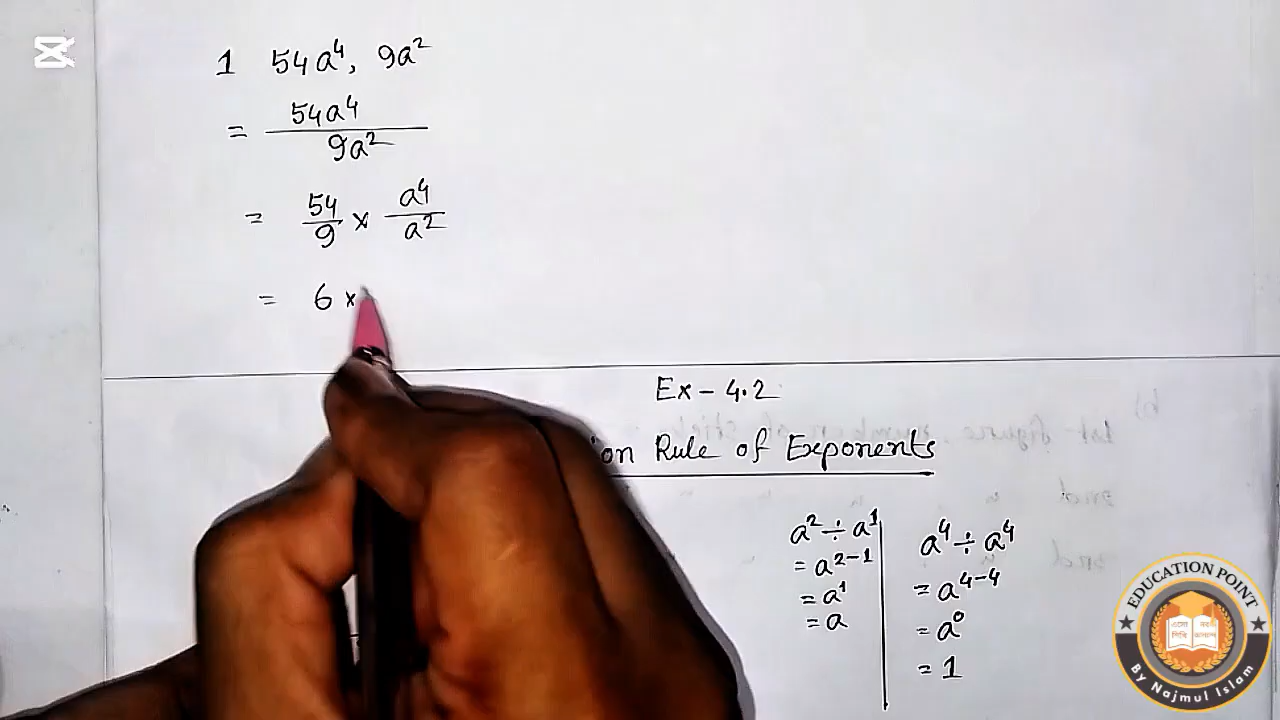 1 54a⁴, 9a²
= 54a⁴ / 9a²
= 54/9 × a⁴/a²
= 6 ×
Ex - 4.2
on Rule of Exponents
a² ÷ a¹
= a²⁻¹
= a¹
= a
a⁴ ÷ a⁴
= a⁴⁻⁴
= a⁰
= 1
EDUCATION POINT
এসো শিখি
By Najmul Islam